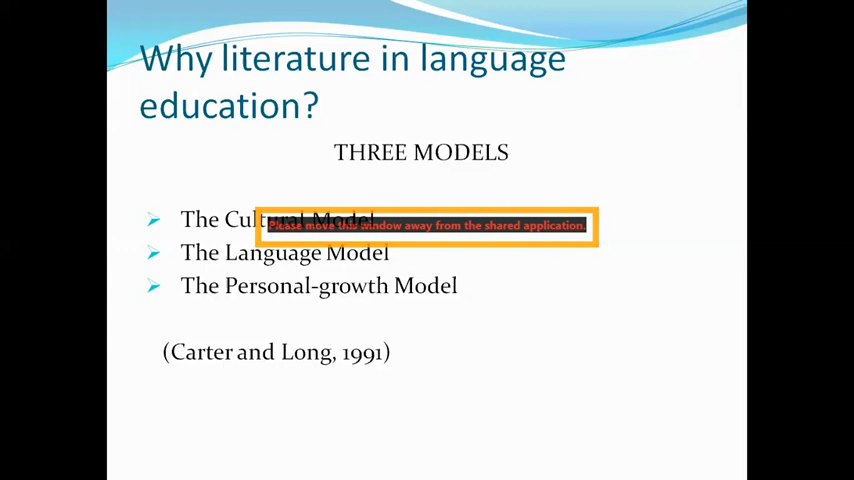 Why literature in language
education?
THREE MODELS
The Cultural Model
Please move this window away from the shared application.
The Language Model
The Personal-growth Model
(Carter and Long, 1991)